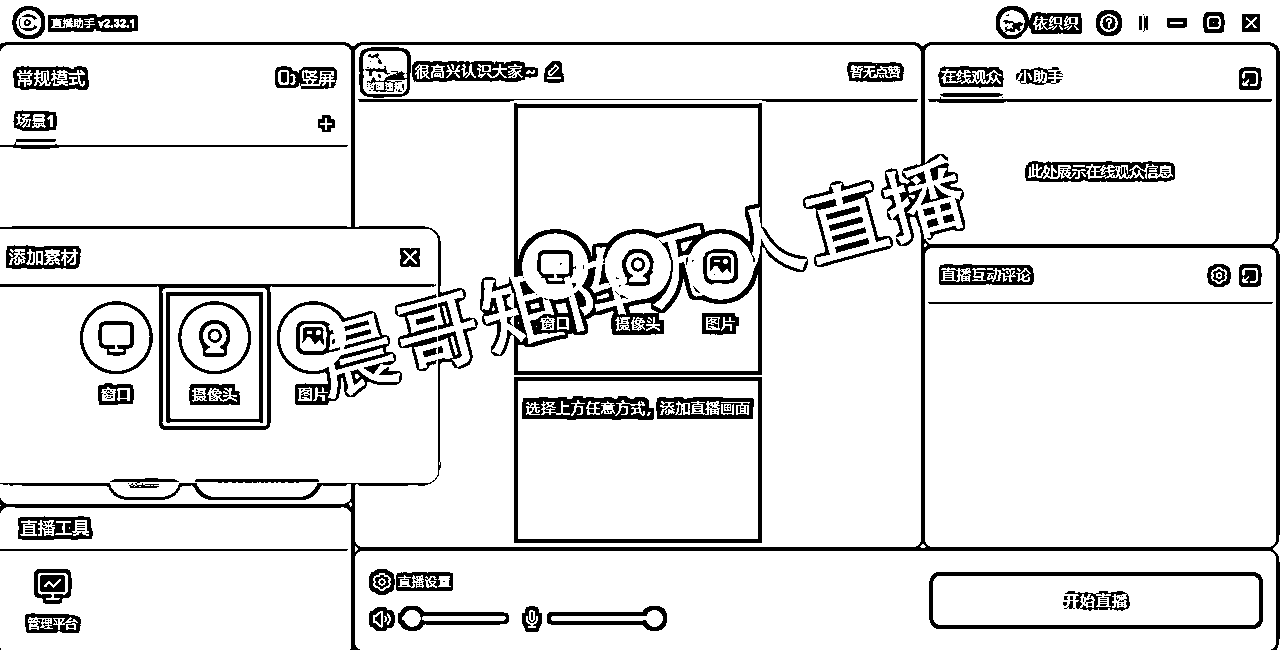 直播助手 v2.32.1
依织织
常规模式
竖屏
很高兴认识大家~
暂无点赞
在线观众
小助手
场景1
此处展示在线观众信息
添加素材
直播互动评论
窗口
摄像头
图片
窗口
摄像头
图片
晨哥矩阵无人直播
选择上方任意方式，添加直播画面
直播工具
管理平台
直播设置
开始直播